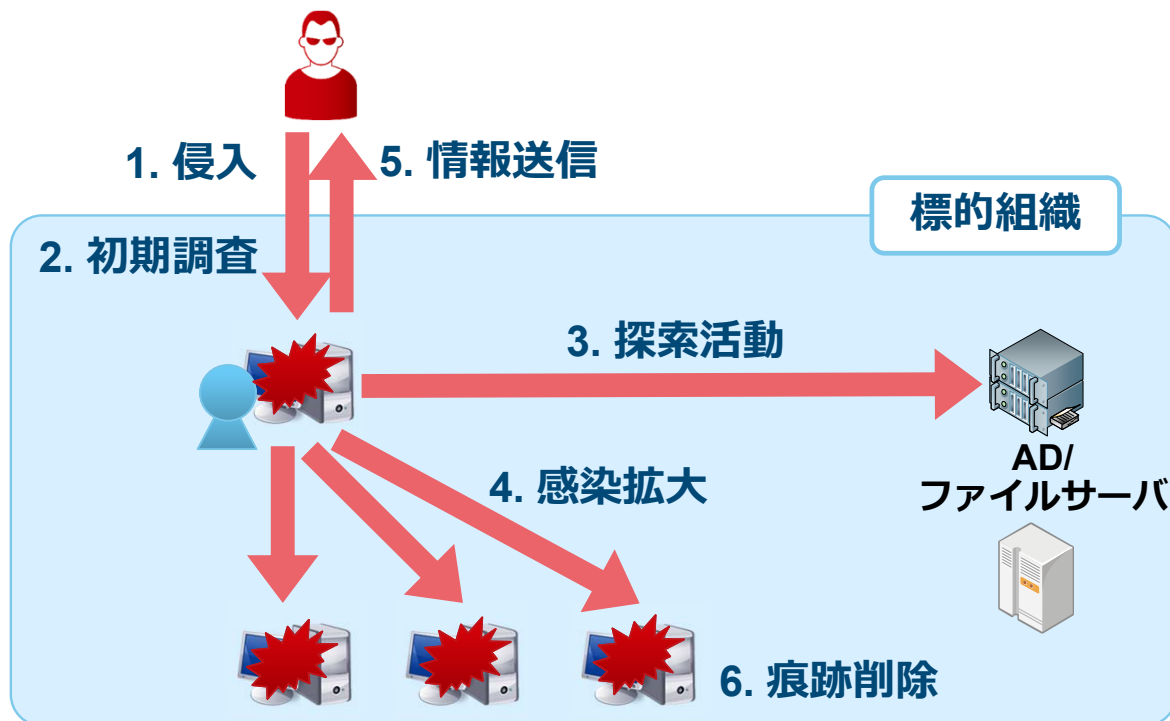 1. 侵入
5. 情報送信
標的組織
2. 初期調査
3. 探索活動
AD/
ファイルサーバ
4. 感染拡大
6. 痕跡削除